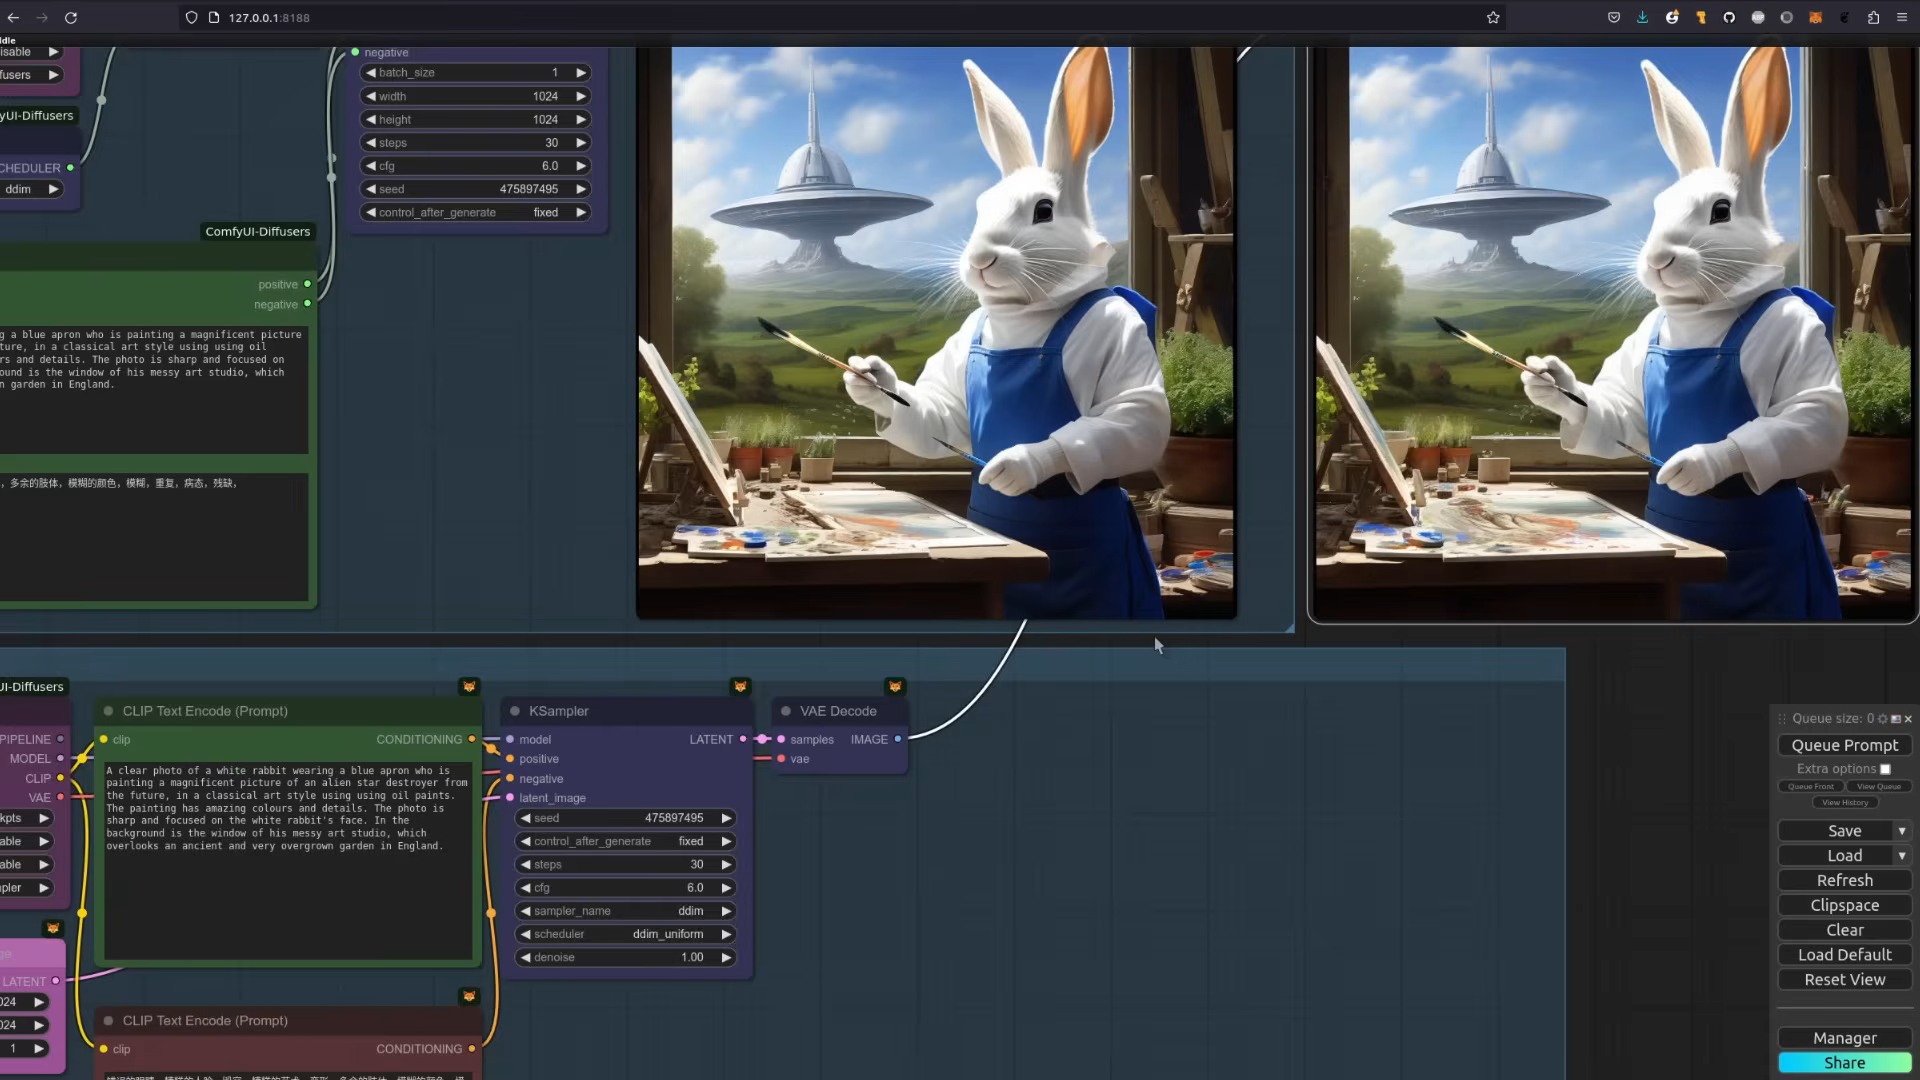 127.0.0.1:8188
Idle
isable
fusers
yUI-Diffusers
CHEDULER
ddim
negative
batch_size 1
width 1024
height 1024
steps 30
cfg 6.0
seed 475897495
control_after_generate fixed
ComfyUI-Diffusers
positive
negative
g a blue apron who is painting a magnificent picture
ture, in a classical art style using using oil
rs and details. The photo is sharp and focused on
ound is the window of his messy art studio, which
n garden in England.
，多余的肢体，模糊的颜色，模糊，重复，病态，残缺，
UI-Diffusers
PIPELINE
MODEL
CLIP
VAE
kpts
able
able
pler
ge
LATENT
024
024
1
CLIP Text Encode (Prompt)
clip CONDITIONING
A clear photo of a white rabbit wearing a blue apron who is
painting a magnificent picture of an alien star destroyer from
the future, in a classical art style using using oil paints.
The painting has amazing colours and details. The photo is
sharp and focused on the white rabbit's face. In the
background is the window of his messy art studio, which
overlooks an ancient and very overgrown garden in England.
CLIP Text Encode (Prompt)
clip CONDITIONING
KSampler
model LATENT
positive
negative
latent_image
seed 475897495
control_after_generate fixed
steps 30
cfg 6.0
sampler_name ddim
scheduler ddim_uniform
denoise 1.00
VAE Decode
samples IMAGE
vae
Queue size: 0
Queue Prompt
Extra options
Queue Front View Queue
View History
Save
Load
Refresh
Clipspace
Clear
Load Default
Reset View
Manager
Share